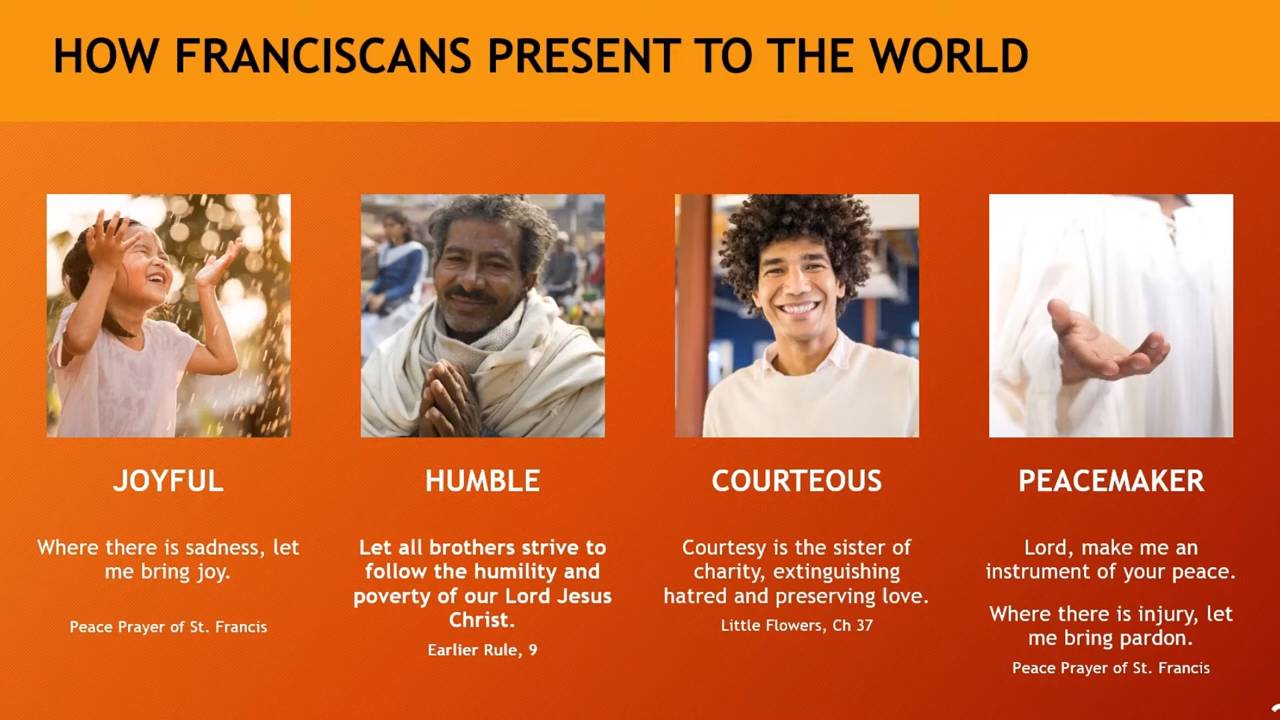 HOW FRANCISCANS PRESENT TO THE WORLD
JOYFUL
Where there is sadness, let
me bring joy.
Peace Prayer of St. Francis
HUMBLE
Let all brothers strive to
follow the humility and
poverty of our Lord Jesus
Christ.
Earlier Rule, 9
COURTEOUS
Courtesy is the sister of
charity, extinguishing
hatred and preserving love.
Little Flowers, Ch 37
PEACEMAKER
Lord, make me an
instrument of your peace.
Where there is injury, let
me bring pardon.
Peace Prayer of St. Francis